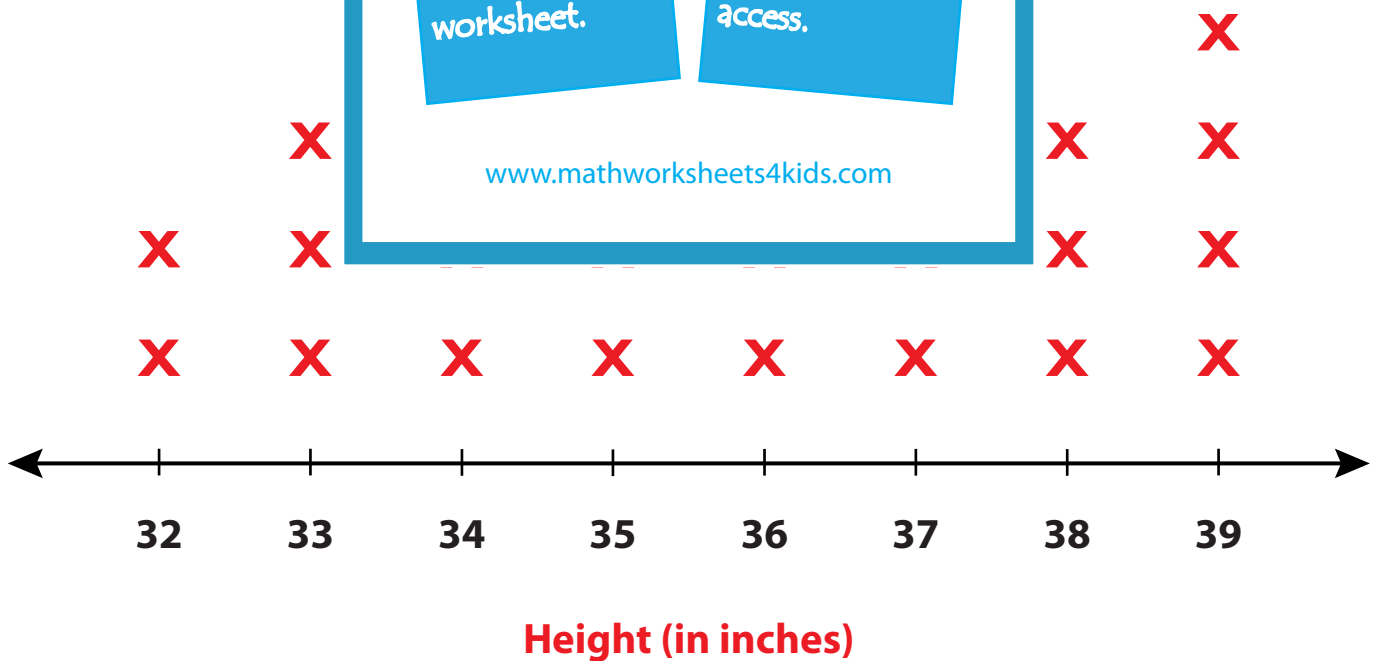 worksheet.
access.
X
X X X
www.mathworksheets4kids.com
X X X X
X X X X X X X X
32 33 34 35 36 37 38 39
Height (in inches)